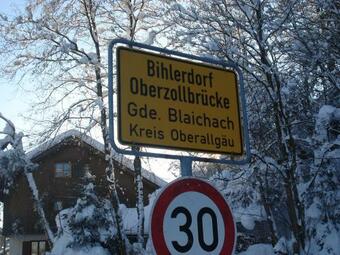 Bihlerdorf
Oberzollbrücke
Gde. Blaichach
Kreis Oberallgäu
30